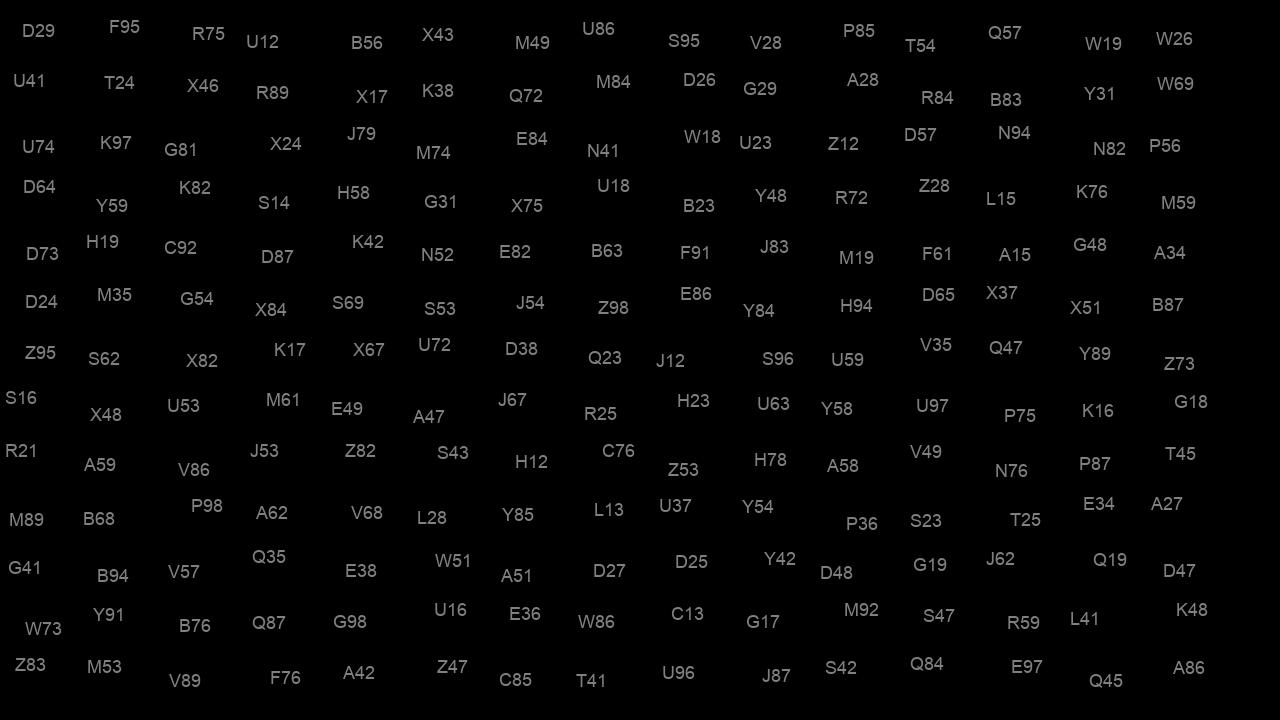 D29 F95 R75 U12 B56 X43 M49 U86 S95 V28 P85 T54 Q57 W19 W26
U41 T24 X46 R89 X17 K38 Q72 M84 D26 G29 A28 R84 B83 Y31 W69
U74 K97 G81 X24 J79 M74 E84 N41 W18 U23 Z12 D57 N94 N82 P56
D64 Y59 K82 S14 H58 G31 X75 U18 B23 Y48 R72 Z28 L15 K76 M59
D73 H19 C92 D87 K42 N52 E82 B63 F91 J83 M19 F61 A15 G48 A34
D24 M35 G54 X84 S69 S53 J54 Z98 E86 Y84 H94 D65 X37 X51 B87
Z95 S62 X82 K17 X67 U72 D38 Q23 J12 S96 U59 V35 Q47 Y89 Z73
S16 X48 U53 M61 E49 A47 J67 R25 H23 U63 Y58 U97 P75 K16 G18
R21 A59 V86 J53 Z82 S43 H12 C76 Z53 H78 A58 V49 N76 P87 T45
M89 B68 P98 A62 V68 L28 Y85 L13 U37 Y54 P36 S23 T25 E34 A27
G41 B94 V57 Q35 E38 W51 A51 D27 D25 Y42 D48 G19 J62 Q19 D47
W73 Y91 B76 Q87 G98 U16 E36 W86 C13 G17 M92 S47 R59 L41 K48
Z83 M53 V89 F76 A42 Z47 C85 T41 U96 J87 S42 Q84 E97 Q45 A86